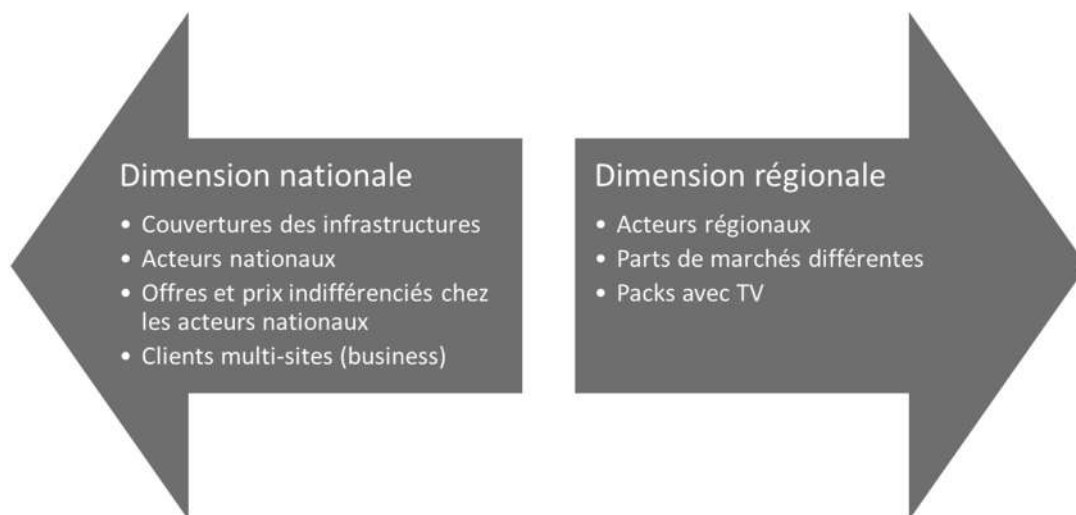 Dimension nationale
• Couvertures des infrastructures
• Acteurs nationaux
• Offres et prix indifférenciés chez
les acteurs nationaux
• Clients multi-sites (business)
Dimension régionale
• Acteurs régionaux
• Parts de marchés différentes
• Packs avec TV